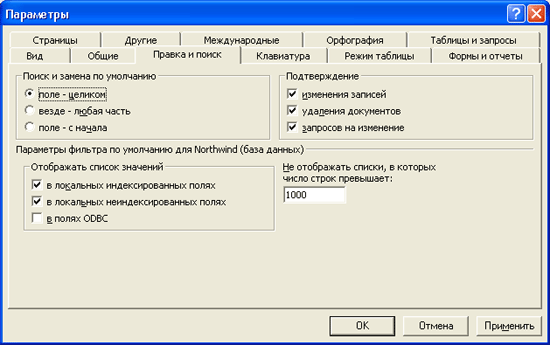 Параметры
Страницы Другие Международные Орфография Таблицы и запросы
Вид Общие Правка и поиск Клавиатура Режим таблицы Формы и отчеты
Поиск и замена по умолчанию
поле - целиком
везде - любая часть
поле - с начала
Подтверждение
изменения записей
удаления документов
запросов на изменение
Параметры фильтра по умолчанию для Northwind (база данных)
Отображать список значений
в локальных индексированных полях
в локальных неиндексированных полях
в полях ODBC
Не отображать списки, в которых
число строк превышает:
1000
OK Отмена Применить